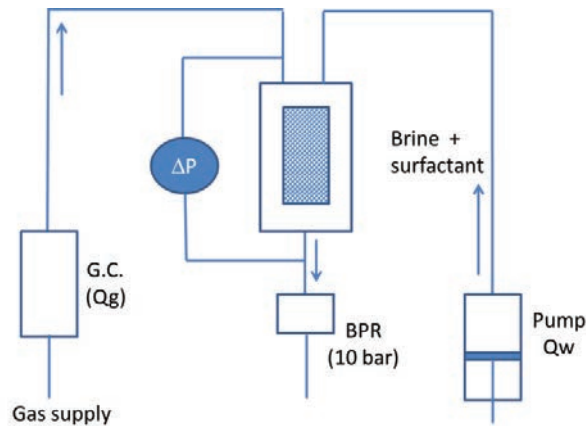 ΔP
Brine +
surfactant
G.C.
(Qg)
BPR
(10 bar)
Pump
Qw
Gas supply